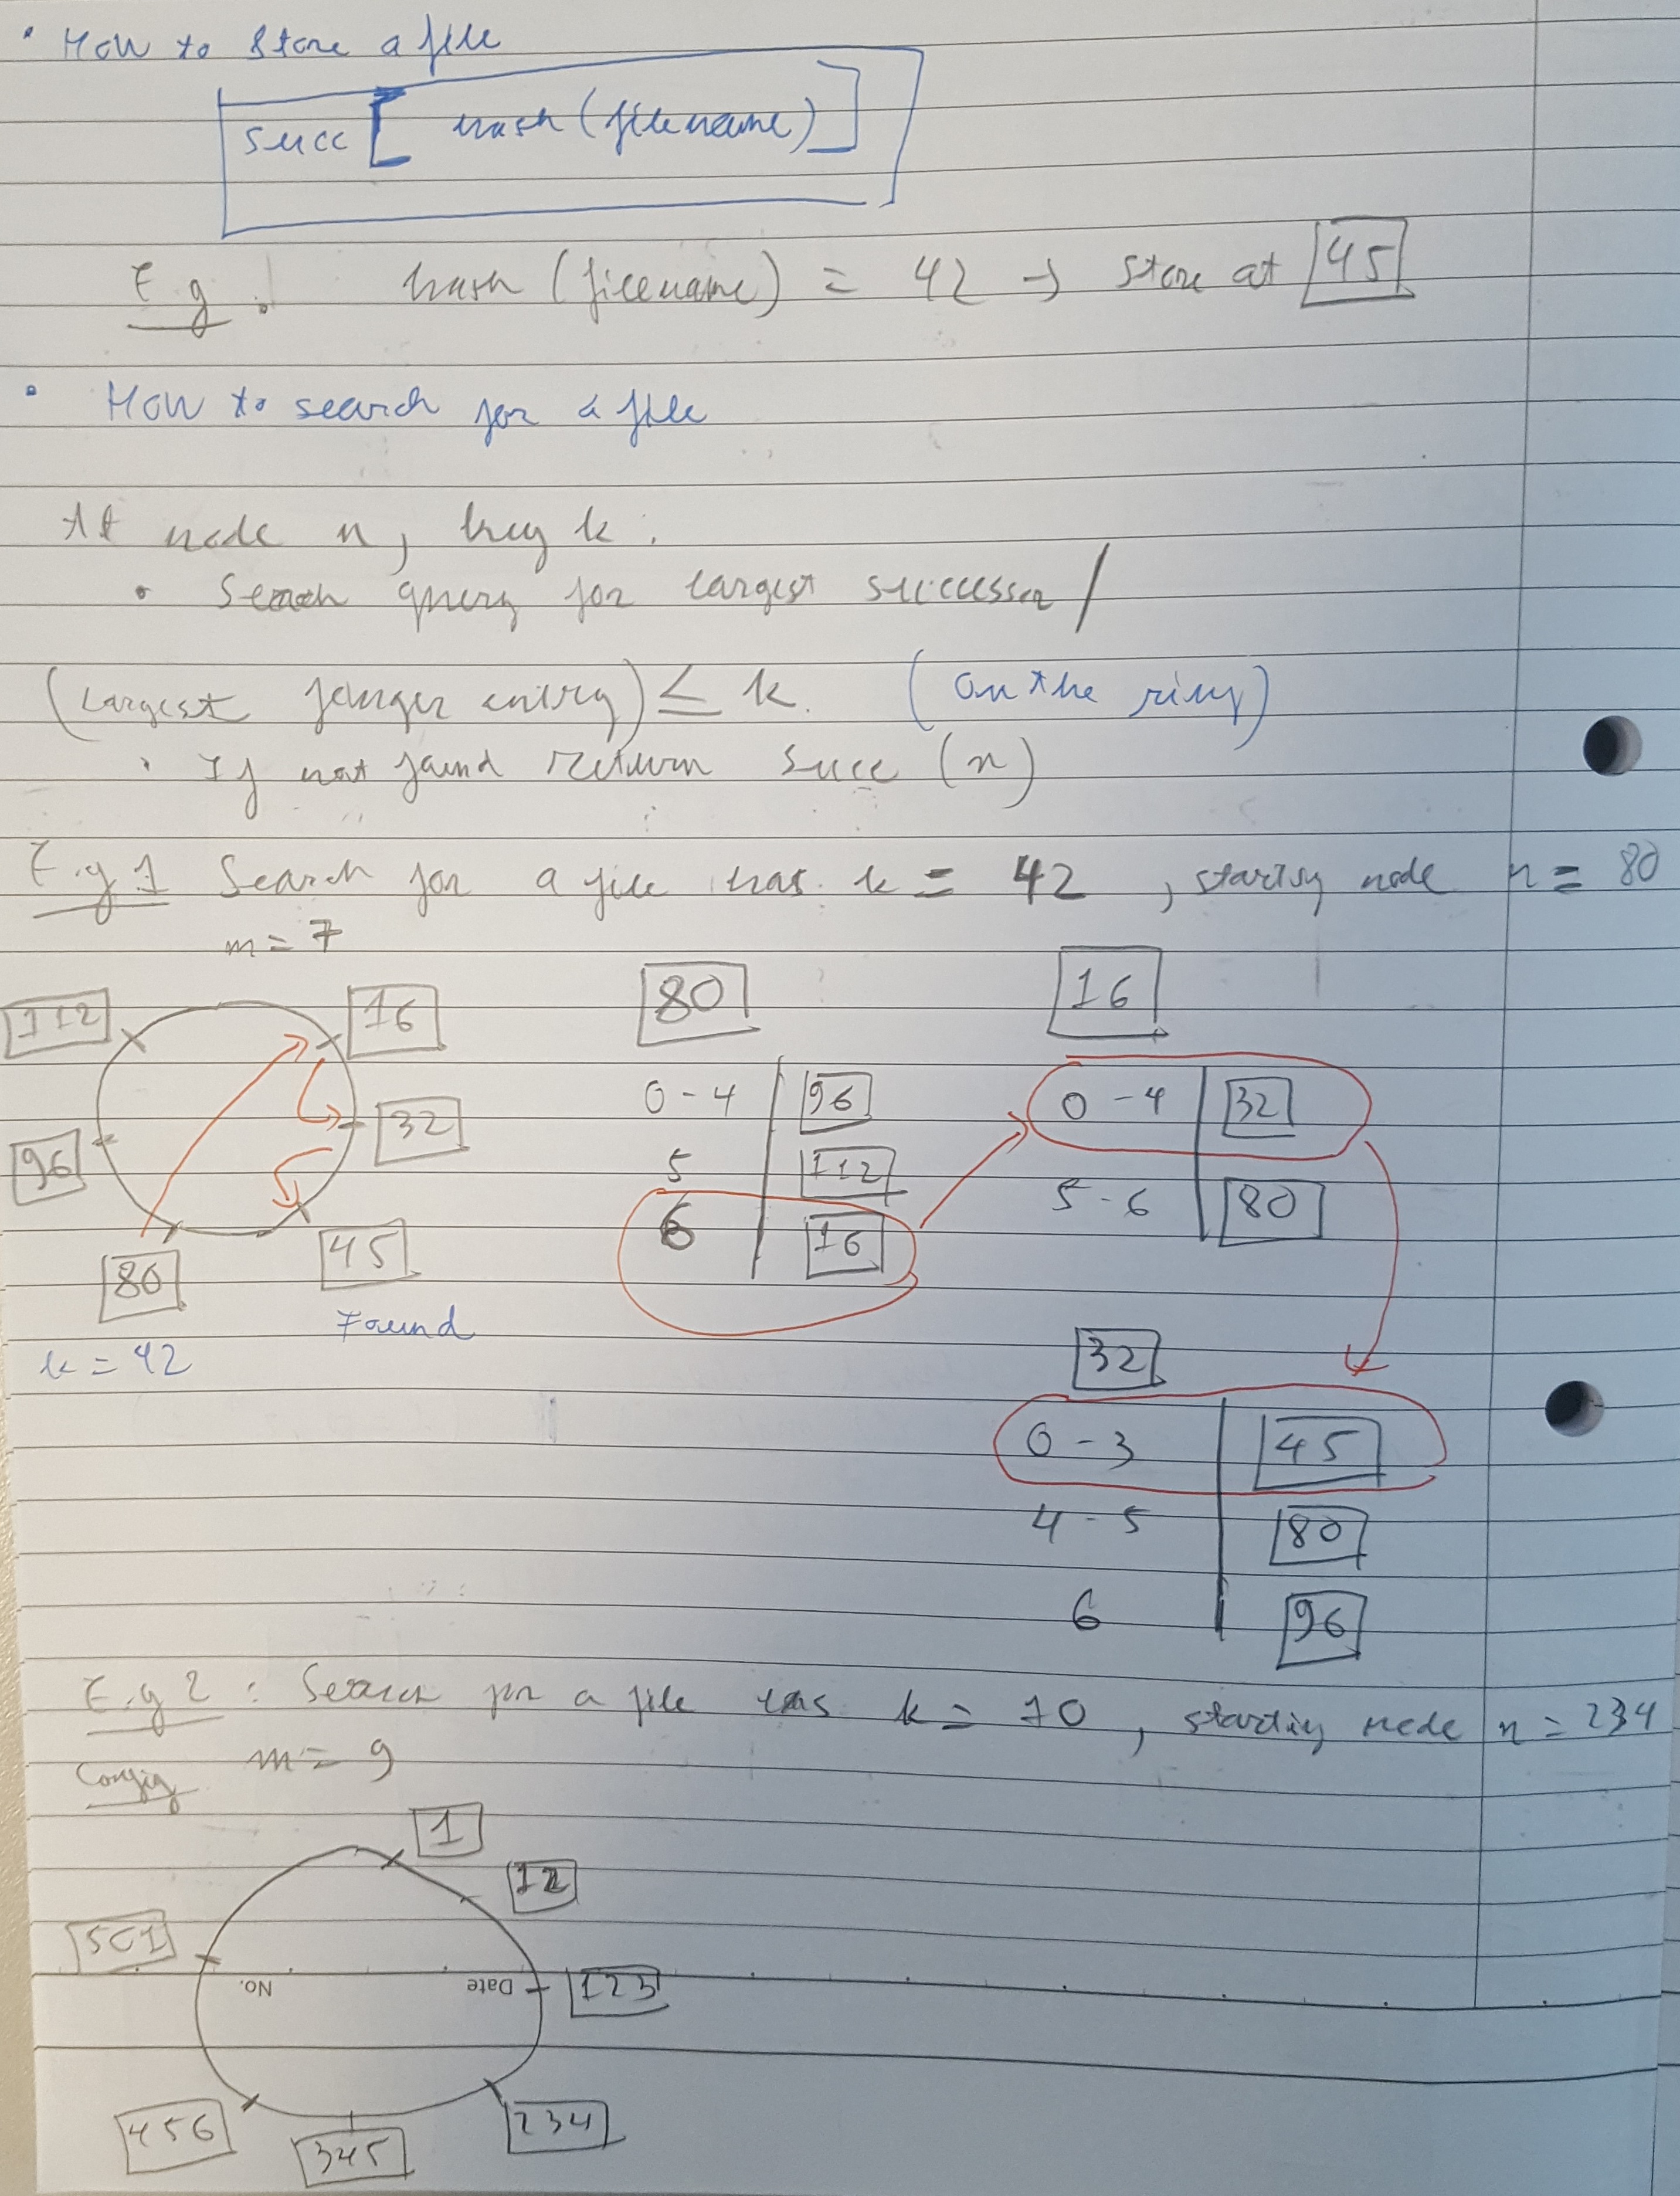 • How to store a file
succ [ hash (filename) ]
E.g. hash (filename) = 42 → store at 45
• How to search for a file
At node n, key k.
• Search query for largest successor /
(largest finger entry) ≤ k. (on the ring)
• If not found return succ (n)
E.g 1 Search for a file has k = 42, starting node n = 80
m = 7
80 16
112 16
0 - 4 96 0 - 4 32
32
5 112
96 5 - 6 80
6 16
80 45
Found
k = 42
32
0 - 3 45
4 - 5 80
6 96
E.g 2 : Search for a file has k = 10, starting node n = 234
Config m = 9
1
12
501
No. Date
123
456 345 234